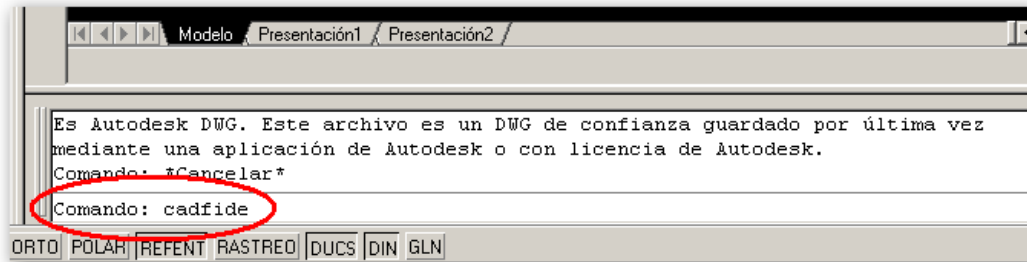 Modelo Presentación1 Presentación2
Es Autodesk DWG. Este archivo es un DWG de confianza guardado por última vez
mediante una aplicación de Autodesk o con licencia de Autodesk.
Comando: *Cancelar*
Comando: cadfide
ORTO POLAR REFENT RASTREO DUCS DIN GLN